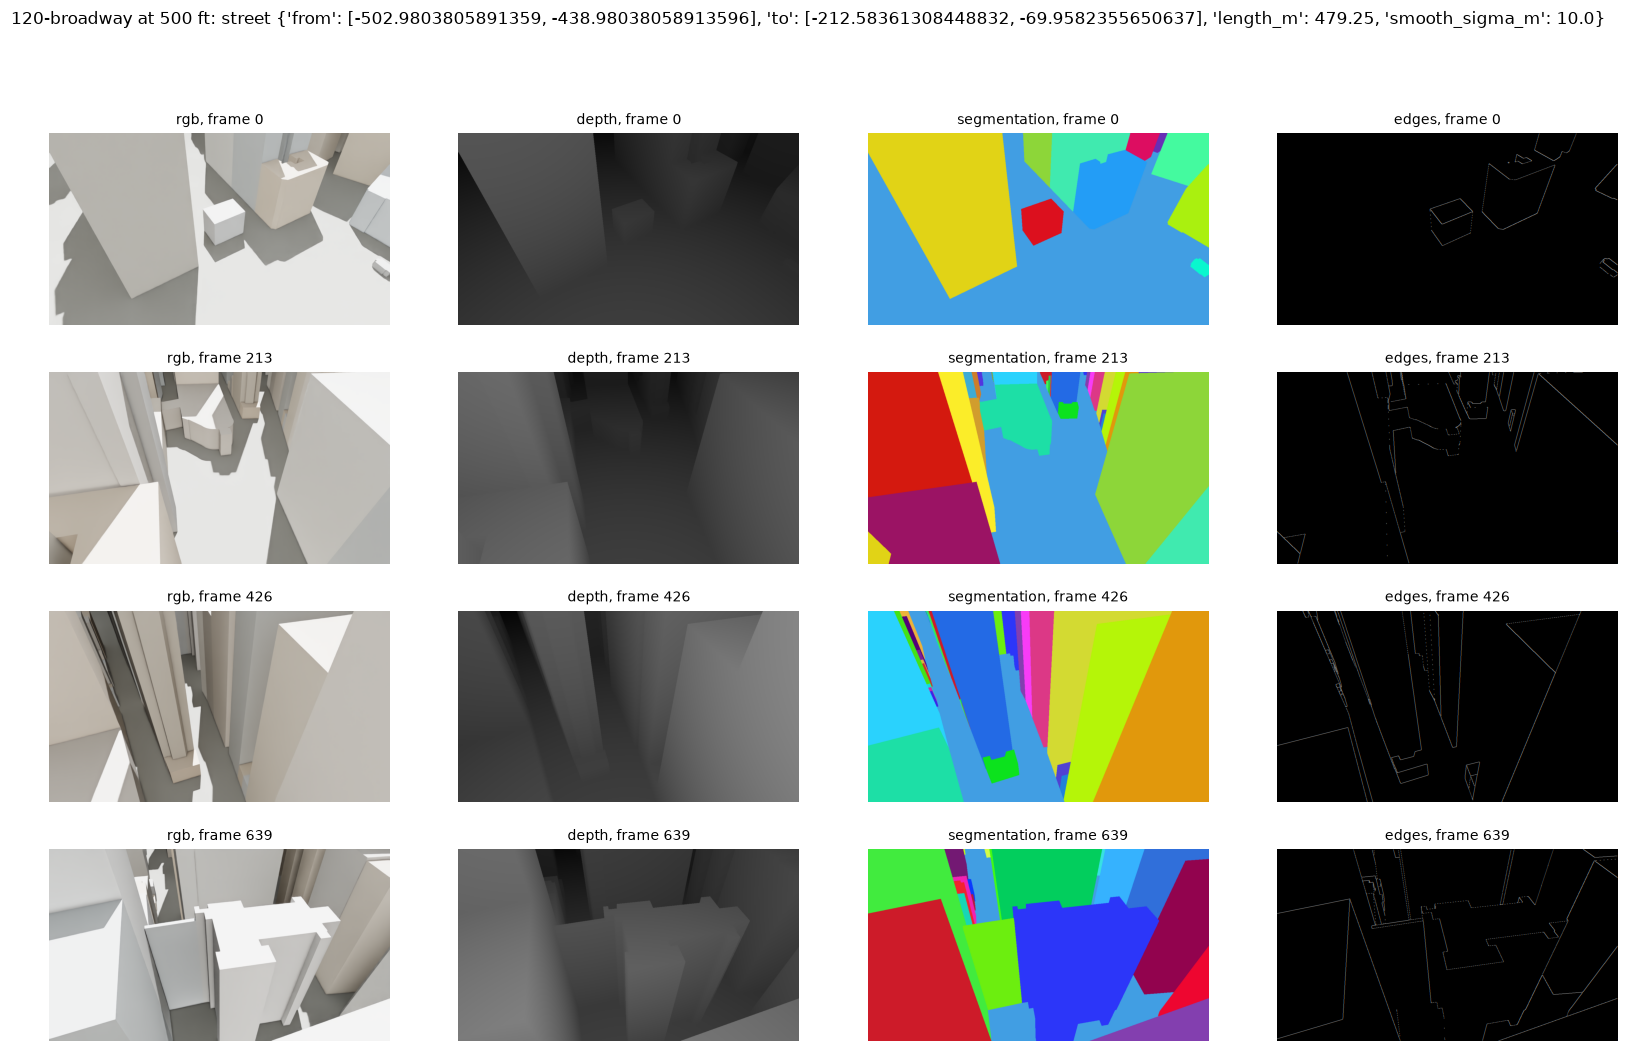 120-broadway at 500 ft: street {'from': [-502.9803805891359, -438.98038058913596], 'to': [-212.58361308448832, -69.9582355650637], 'length_m': 479.25, 'smooth_sigma_m': 10.0}
rgb, frame 0
depth, frame 0
segmentation, frame 0
edges, frame 0
rgb, frame 213
depth, frame 213
segmentation, frame 213
edges, frame 213
rgb, frame 426
depth, frame 426
segmentation, frame 426
edges, frame 426
rgb, frame 639
depth, frame 639
segmentation, frame 639
edges, frame 639